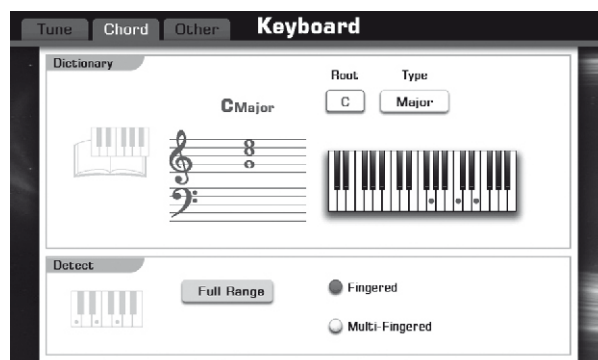 Tune Chord Other Keyboard
Dictionary
Root Type
CMajor C Major
Detect
Full Range Fingered
Multi-Fingered